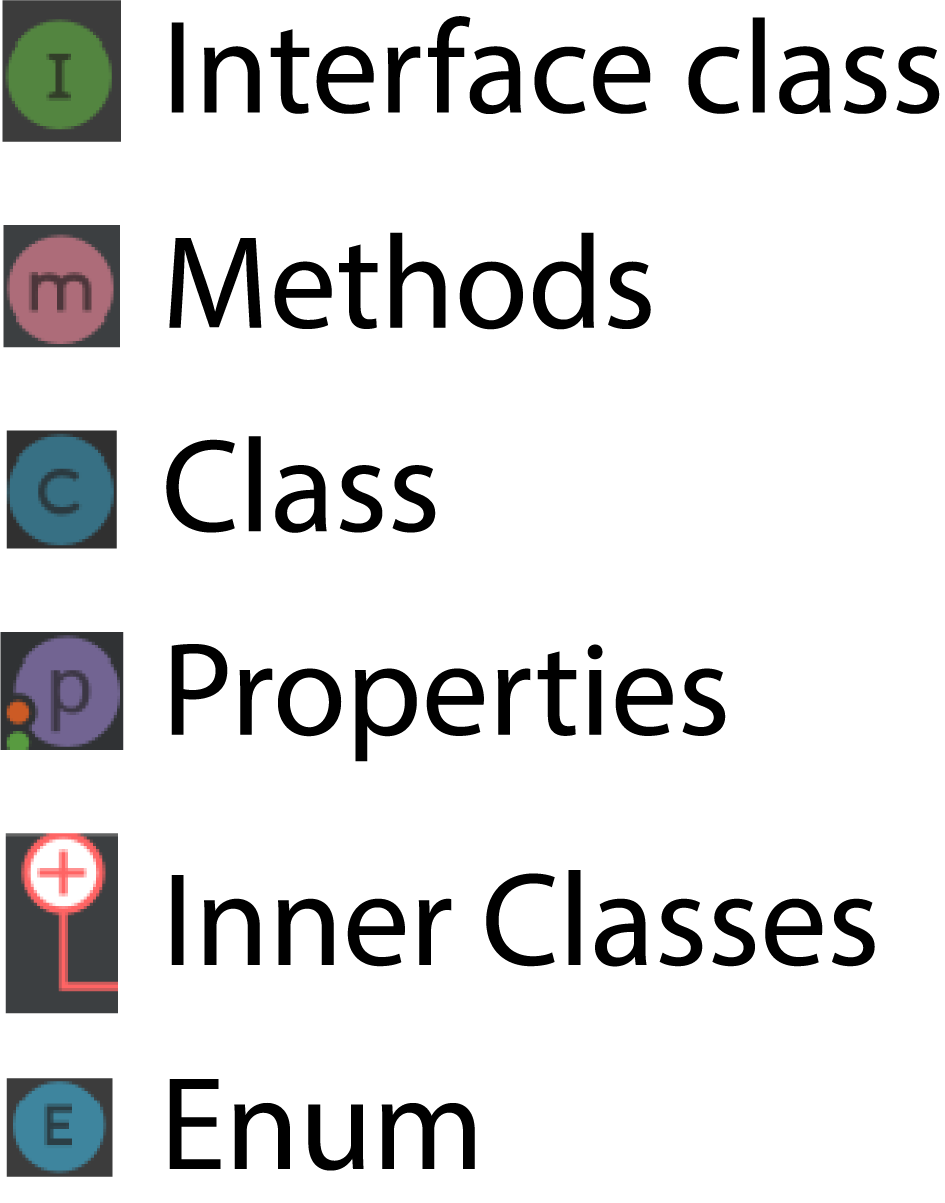 I Interface class
m Methods
C Class
p Properties
Inner Classes
E Enum